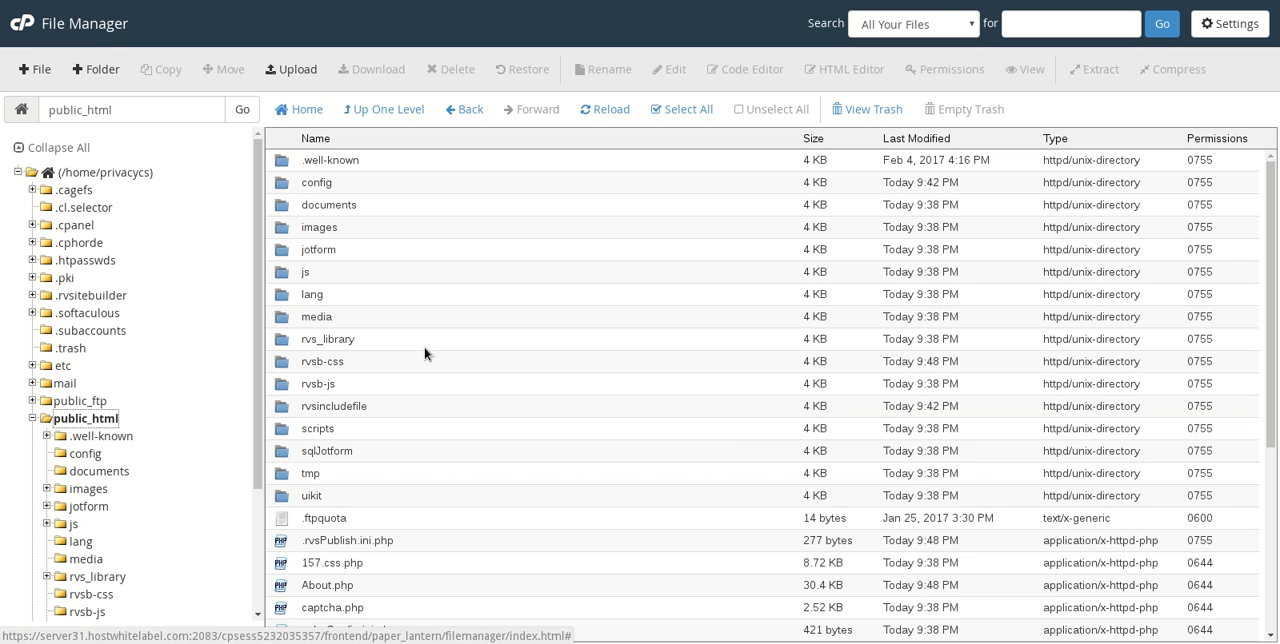 cP File Manager Search All Your Files for Go Settings
File Folder Copy Move Upload Download Delete Restore Rename Edit Code Editor HTML Editor Permissions View Extract Compress
public_html Go Home Up One Level Back Forward Reload Select All Unselect All View Trash Empty Trash
Collapse All
(/home/privacycs)
.cagefs
.cl.selector
.cpanel
.cphorde
.htpasswds
.pki
.rvsitebuilder
.softaculous
.subaccounts
.trash
etc
mail
public_ftp
public_html
.well-known
config
documents
images
jotform
js
lang
media
rvs_library
rvsb-css
rvsb-js
Name Size Last Modified Type Permissions
.well-known 4 KB Feb 4, 2017 4:16 PM httpd/unix-directory 0755
config 4 KB Today 9:42 PM httpd/unix-directory 0755
documents 4 KB Today 9:38 PM httpd/unix-directory 0755
images 4 KB Today 9:38 PM httpd/unix-directory 0755
jotform 4 KB Today 9:38 PM httpd/unix-directory 0755
js 4 KB Today 9:38 PM httpd/unix-directory 0755
lang 4 KB Today 9:38 PM httpd/unix-directory 0755
media 4 KB Today 9:38 PM httpd/unix-directory 0755
rvs_library 4 KB Today 9:38 PM httpd/unix-directory 0755
rvsb-css 4 KB Today 9:48 PM httpd/unix-directory 0755
rvsb-js 4 KB Today 9:38 PM httpd/unix-directory 0755
rvsincludefile 4 KB Today 9:42 PM httpd/unix-directory 0755
scripts 4 KB Today 9:38 PM httpd/unix-directory 0755
sqlJotform 4 KB Today 9:38 PM httpd/unix-directory 0755
tmp 4 KB Today 9:38 PM httpd/unix-directory 0755
uikit 4 KB Today 9:38 PM httpd/unix-directory 0755
.ftpquota 14 bytes Jan 25, 2017 3:30 PM text/x-generic 0600
PHP .rvsPublish.ini.php 277 bytes Today 9:48 PM application/x-httpd-php 0755
PHP 157.css.php 8.72 KB Today 9:38 PM application/x-httpd-php 0644
PHP About.php 30.4 KB Today 9:48 PM application/x-httpd-php 0644
PHP captcha.php 2.52 KB Today 9:38 PM application/x-httpd-php 0644
421 bytes Today 9:38 PM application/x-httpd-php 0644
https://server31.hostwhitelabel.com:2083/cpsess5232035357/frontend/paper_lantern/filemanager/index.html#